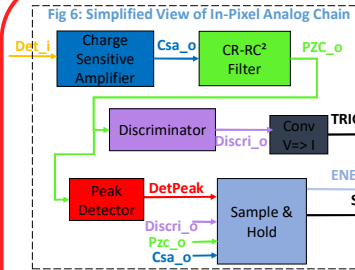 Fig 6: Simplified View of In-Pixel Analog Chain
Det_i
Charge
Sensitive
Amplifier
Csa_o
CR-RC²
Filter
PZC_o
Discriminator
Discri_o
Conv
V=> I
TRIG
Peak
Detector
DetPeak
Discri_o
Pzc_o
Csa_o
Sample &
Hold
ENE
S